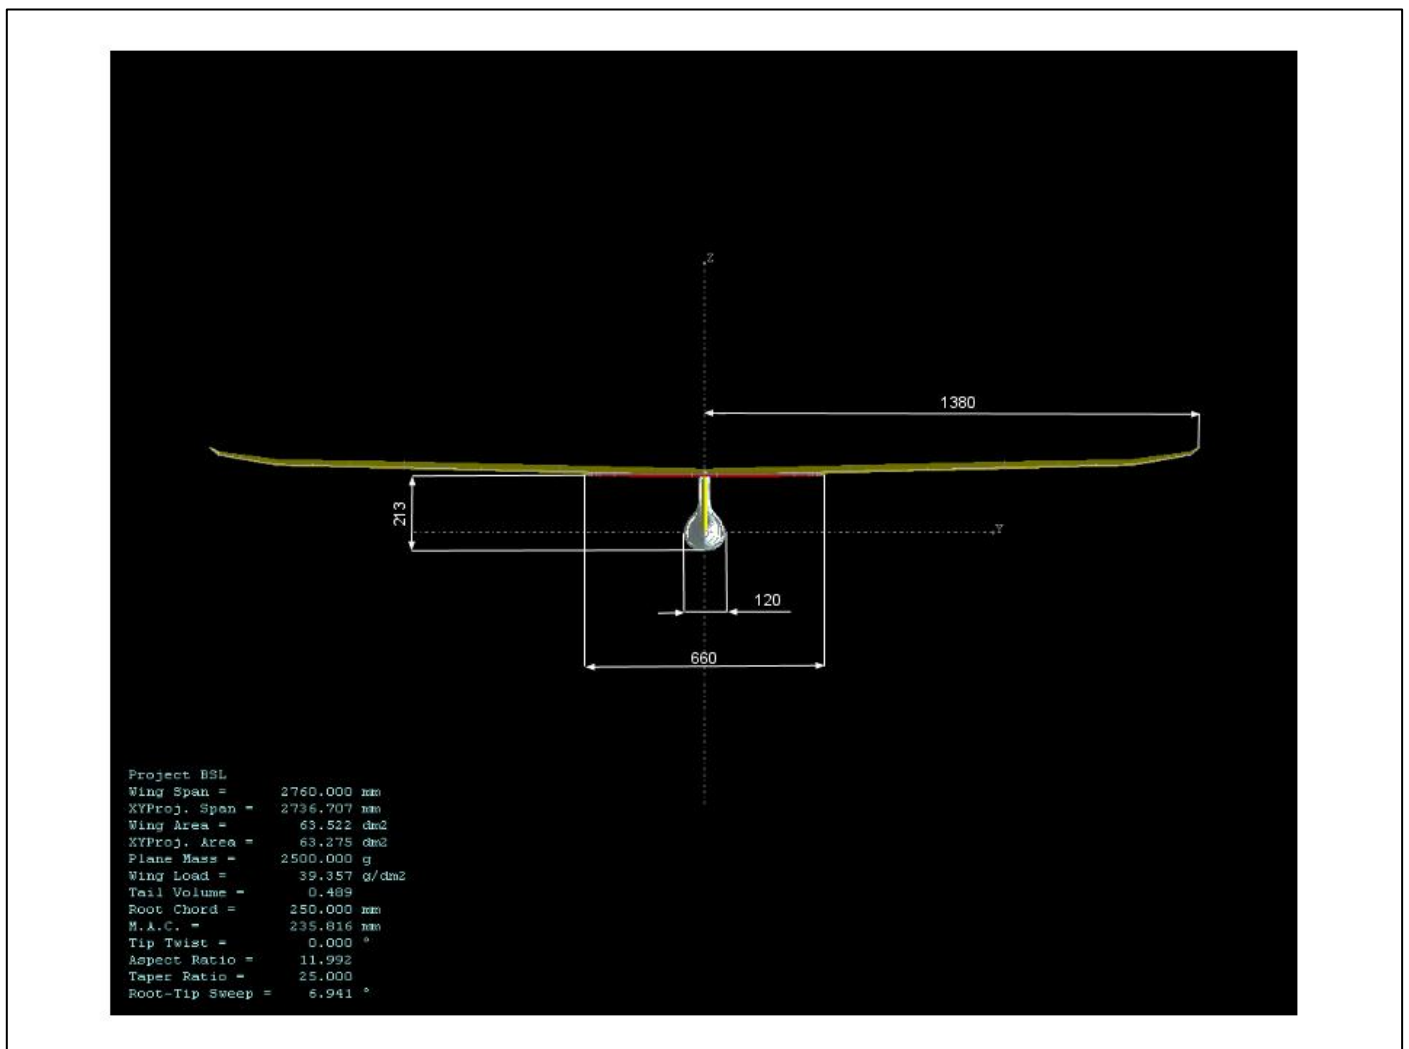 Z
1380
213
Y
120
660
Project BSL
Wing Span = 2760.000 mm
XYProj. Span = 2736.707 mm
Wing Area = 63.522 dm2
XYProj. Area = 63.275 dm2
Plane Mass = 2500.000 g
Wing Load = 39.357 g/dm2
Tail Volume = 0.489
Root Chord = 250.000 mm
M.A.C. = 235.816 mm
Tip Twist = 0.000 °
Aspect Ratio = 11.992
Taper Ratio = 25.000
Root-Tip Sweep = 6.941 °